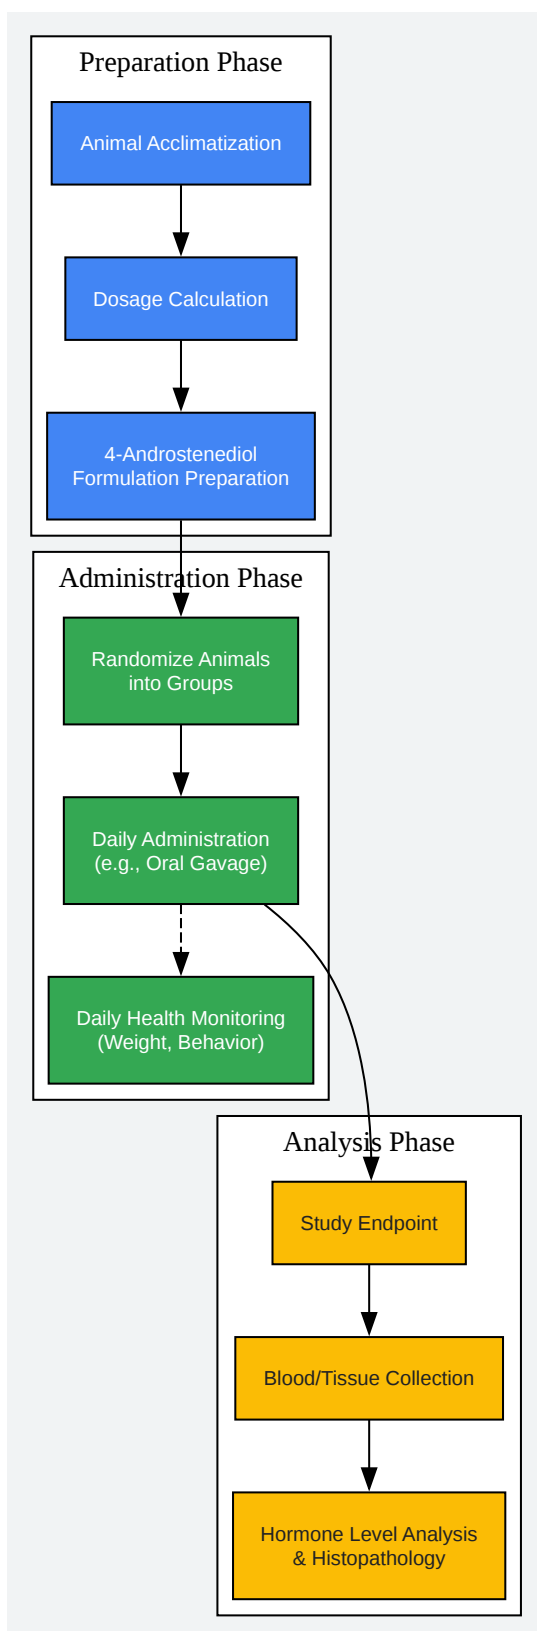 Preparation Phase
Animal Acclimatization
Dosage Calculation
4-Androstenediol
Formulation Preparation
Administration Phase
Randomize Animals
into Groups
Daily Administration
(e.g., Oral Gavage)
Daily Health Monitoring
(Weight, Behavior)
Analysis Phase
Study Endpoint
Blood/Tissue Collection
Hormone Level Analysis
& Histopathology